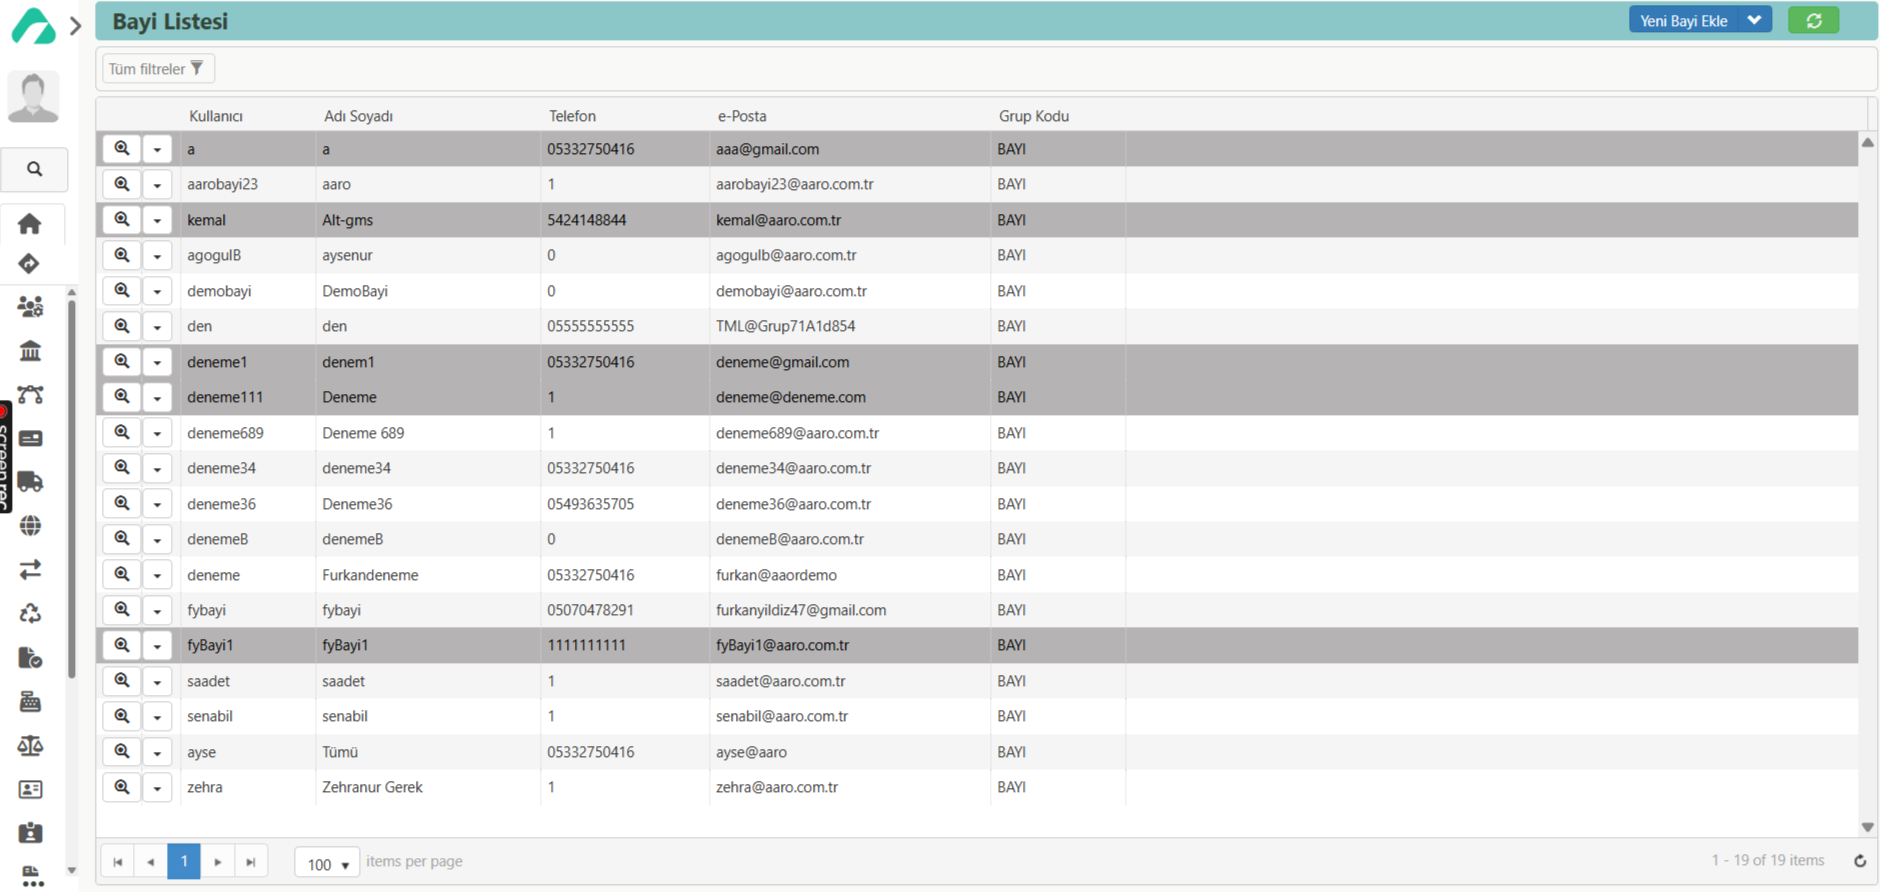 Bayi Listesi
Yeni Bayi Ekle
Tüm filtreler
Kullanıcı Adı Soyadı Telefon e-Posta Grup Kodu
a a 05332750416 aaa@gmail.com BAYI
aarobayi23 aaro 1 aarobayi23@aaro.com.tr BAYI
kemal Alt-gms 5424148844 kemal@aaro.com.tr BAYI
agogulB aysenur 0 agogulb@aaro.com.tr BAYI
demobayi DemoBayi 0 demobayi@aaro.com.tr BAYI
den den 05555555555 TML@Grup71A1d854 BAYI
deneme1 denem1 05332750416 deneme@gmail.com BAYI
deneme111 Deneme 1 deneme@deneme.com BAYI
deneme689 Deneme 689 1 deneme689@aaro.com.tr BAYI
deneme34 deneme34 05332750416 deneme34@aaro.com.tr BAYI
deneme36 Deneme36 05493635705 deneme36@aaro.com.tr BAYI
denemeB denemeB 0 denemeB@aaro.com.tr BAYI
deneme Furkandeneme 05332750416 furkan@aaordemo BAYI
fybayi fybayi 05070478291 furkanyildiz47@gmail.com BAYI
fyBayi1 fyBayi1 1111111111 fyBayi1@aaro.com.tr BAYI
saadet saadet 1 saadet@aaro.com.tr BAYI
senabil senabil 1 senabil@aaro.com.tr BAYI
ayse Tümü 05332750416 ayse@aaro BAYI
zehra Zehranur Gerek 1 zehra@aaro.com.tr BAYI
1 100 items per page 1 - 19 of 19 items
screenrec